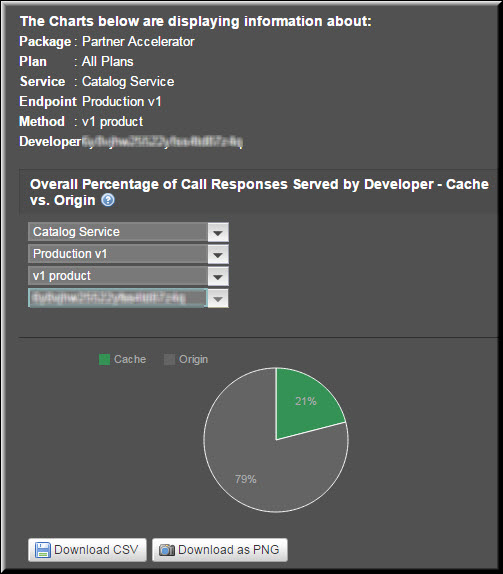 The Charts below are displaying information about:
Package : Partner Accelerator
Plan : All Plans
Service : Catalog Service
Endpoint Production v1
Method : v1 product
Developer
Overall Percentage of Call Responses Served by Developer - Cache
vs. Origin ?
Catalog Service
Production v1
v1 product
Cache Origin
21%
79%
Download CSV Download as PNG